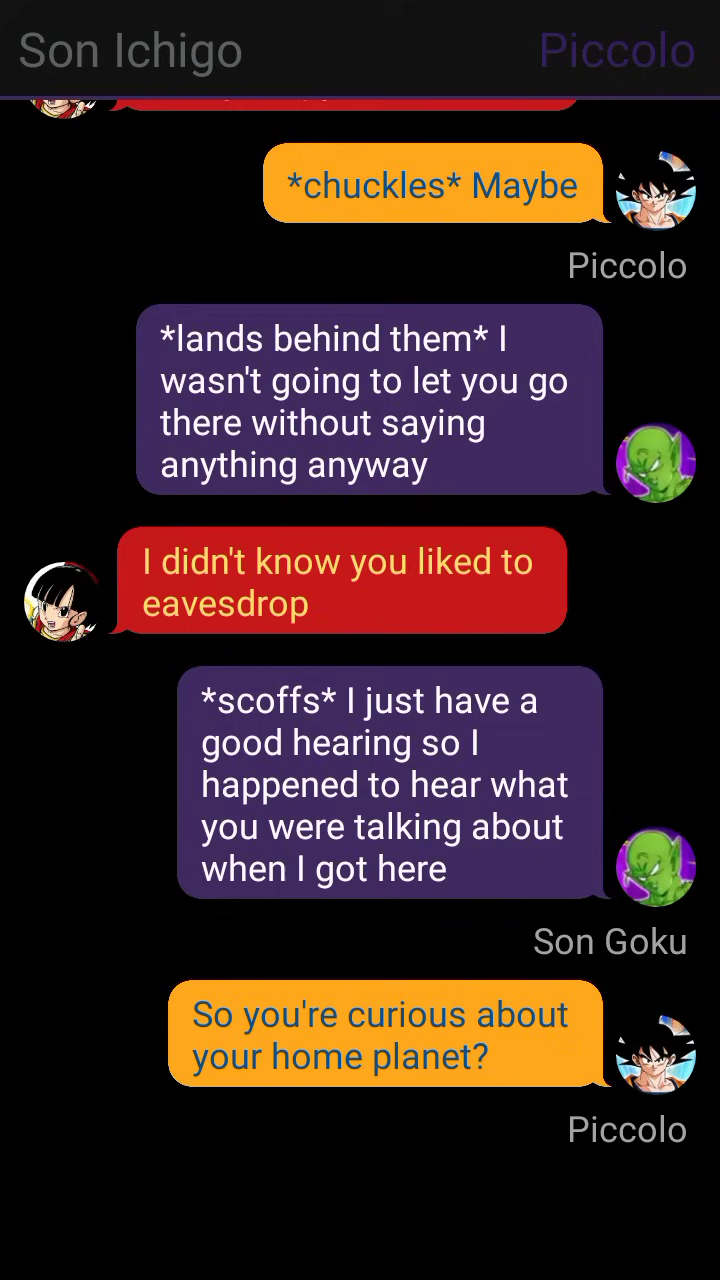 Son Ichigo
Piccolo
*chuckles* Maybe
Piccolo
*lands behind them* I
wasn't going to let you go
there without saying
anything anyway
I didn't know you liked to
eavesdrop
*scoffs* I just have a
good hearing so I
happened to hear what
you were talking about
when I got here
Son Goku
So you're curious about
your home planet?
Piccolo